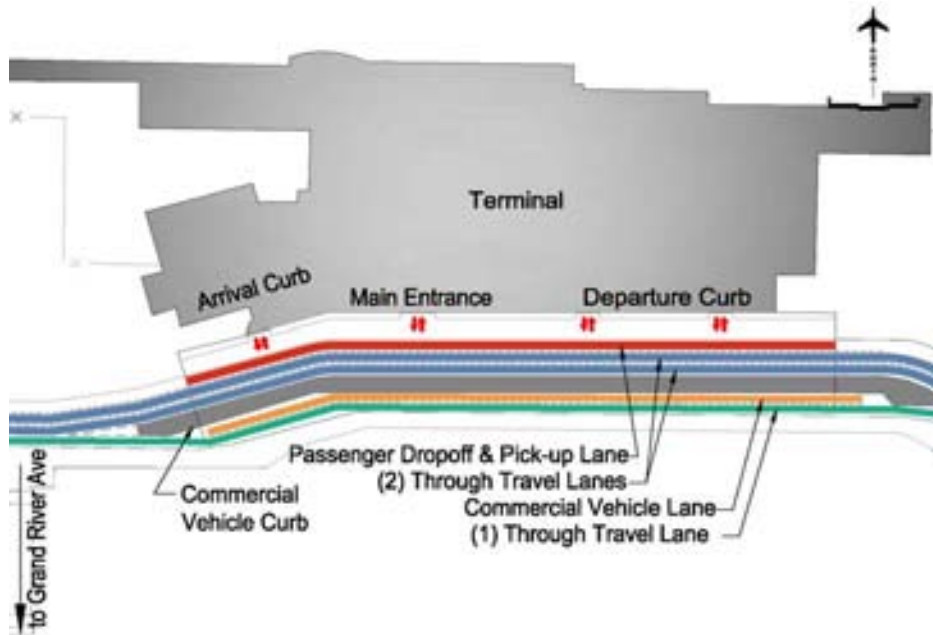 Terminal
Arrival Curb
Main Entrance
Departure Curb
Passenger Dropoff & Pick-up Lane
(2) Through Travel Lanes
Commercial Vehicle Lane
(1) Through Travel Lane
Commercial
Vehicle Curb
to Grand River Ave